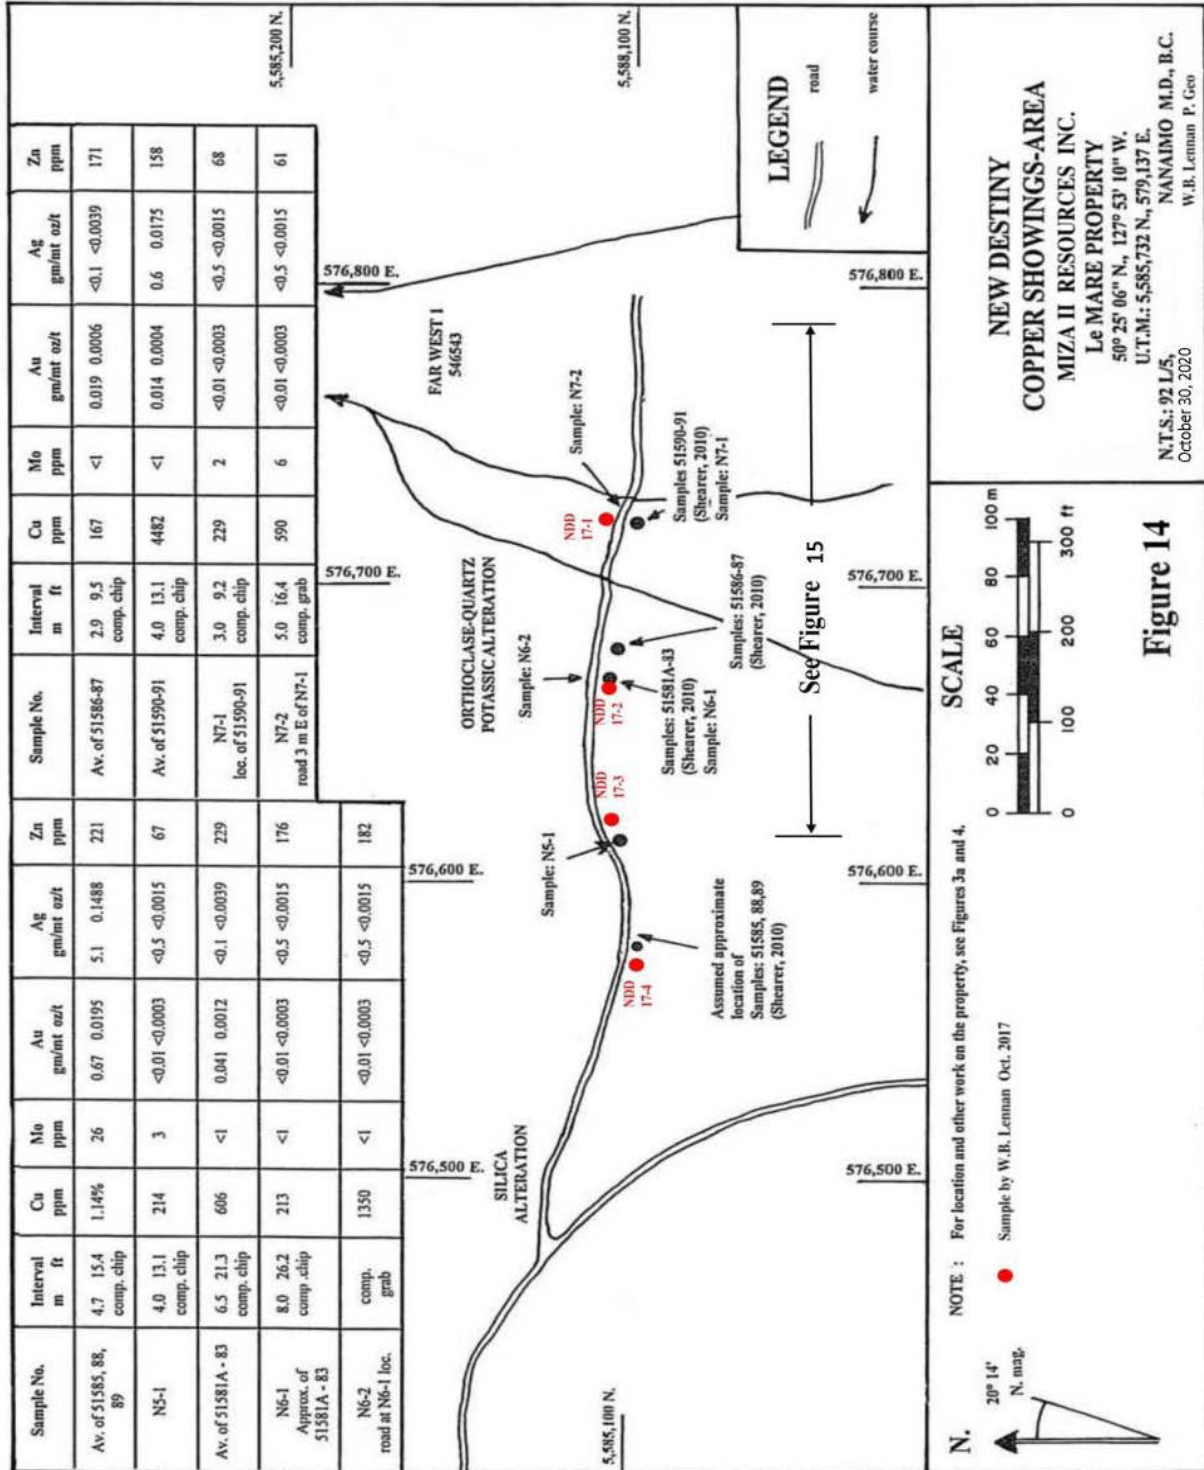 Sample No. Interval m ft Cu ppm Mo ppm Au gm/mt oz/t Ag gm/mt oz/t Zn ppm
Av. of 51585, 88, 89 4.7 15.4 comp. chip 1.14% 26 0.67 0.0195 5.1 0.1488 221
N5-1 4.0 13.1 comp. chip 214 3 <0.01 <0.0003 <0.5 <0.0015 67
Av. of 51581A - 83 6.5 21.3 comp. chip 606 <1 0.041 0.0012 <0.1 <0.0039 229
N6-1 Approx. of 51581A - 83 8.0 26.2 comp .chip 213 <1 <0.01 <0.0003 <0.5 <0.0015 176
N6-2 road at N6-1 loc. comp. grab 1350 <1 <0.01 <0.0003 <0.5 <0.0015 182
Sample No. Interval m ft Cu ppm Mo ppm Au gm/mt oz/t Ag gm/mt oz/t Zn ppm
Av. of 51586-87 2.9 9.5 comp. chip 167 <1 0.019 0.0006 <0.1 <0.0039 171
Av. of 51590-91 4.0 13.1 comp. chip 4482 <1 0.014 0.0004 0.6 0.0175 158
N7-1 loc. of 51590-91 3.0 9.2 comp. chip 229 2 <0.01 <0.0003 <0.5 <0.0015 68
N7-2 road 3 m E of N7-1 5.0 16.4 comp. grab 590 6 <0.01 <0.0003 <0.5 <0.0015 61
5,585,200 N.
576,500 E.
576,600 E.
576,700 E.
576,800 E.
SILICA
ALTERATION
ORTHOCLASE-QUARTZ
POTASSIC ALTERATION
FAR WEST 1
546543
Sample: N5-1
Sample: N6-2
Sample: N7-2
NDD
17-4
NDD
17-3
NDD
17-2
NDD
17-1
5,585,100 N.
5,588,100 N.
Assumed approximate
location of
Samples: 51585, 88,89
(Shearer, 2010)
Samples: 51581A-83
(Shearer, 2010)
Sample: N6-1
Samples: 51586-87
(Shearer, 2010)
Samples 51590-91
(Shearer, 2010)
Sample: N7-1
See Figure 15
576,500 E.
576,600 E.
576,700 E.
576,800 E.
LEGEND
road
water course
N.
20° 14'
N. mag.
NOTE : For location and other work on the property, see Figures 3a and 4.
Sample by W.B. Lennan Oct. 2017
SCALE
0 20 40 60 80 100 m
0 100 200 300 ft
Figure 14
NEW DESTINY
COPPER SHOWINGS-AREA
MIZA II RESOURCES INC.
Le MARE PROPERTY
50° 25' 06" N., 127° 53' 10" W.
U.T.M.: 5,585,732 N., 579,137 E.
N.T.S.: 92 L/5, NANAIMO M.D., B.C.
October 30, 2020 W.B. Lennan P. Geo